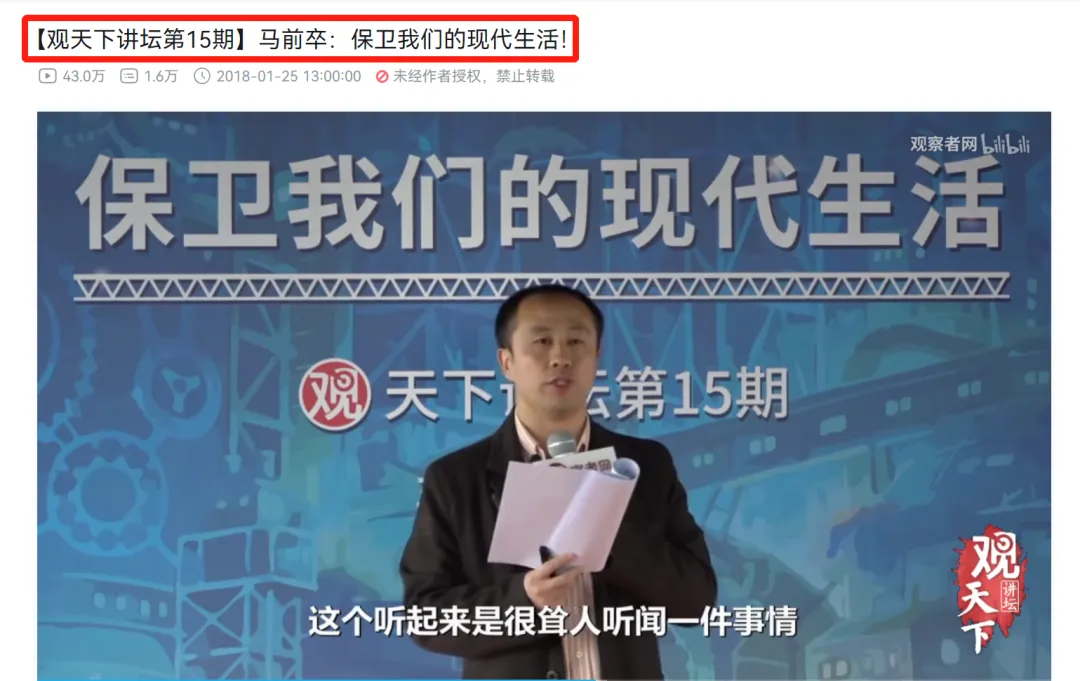 【观天下讲坛第15期】马前卒：保卫我们的现代生活！
43.0万 1.6万 2018-01-25 13:00:00 未经作者授权，禁止转载
观察者网 bilibili
保卫我们的现代生活
观 天下 坛第15期
观天下
讲坛
这个听起来是很耸人听闻一件事情